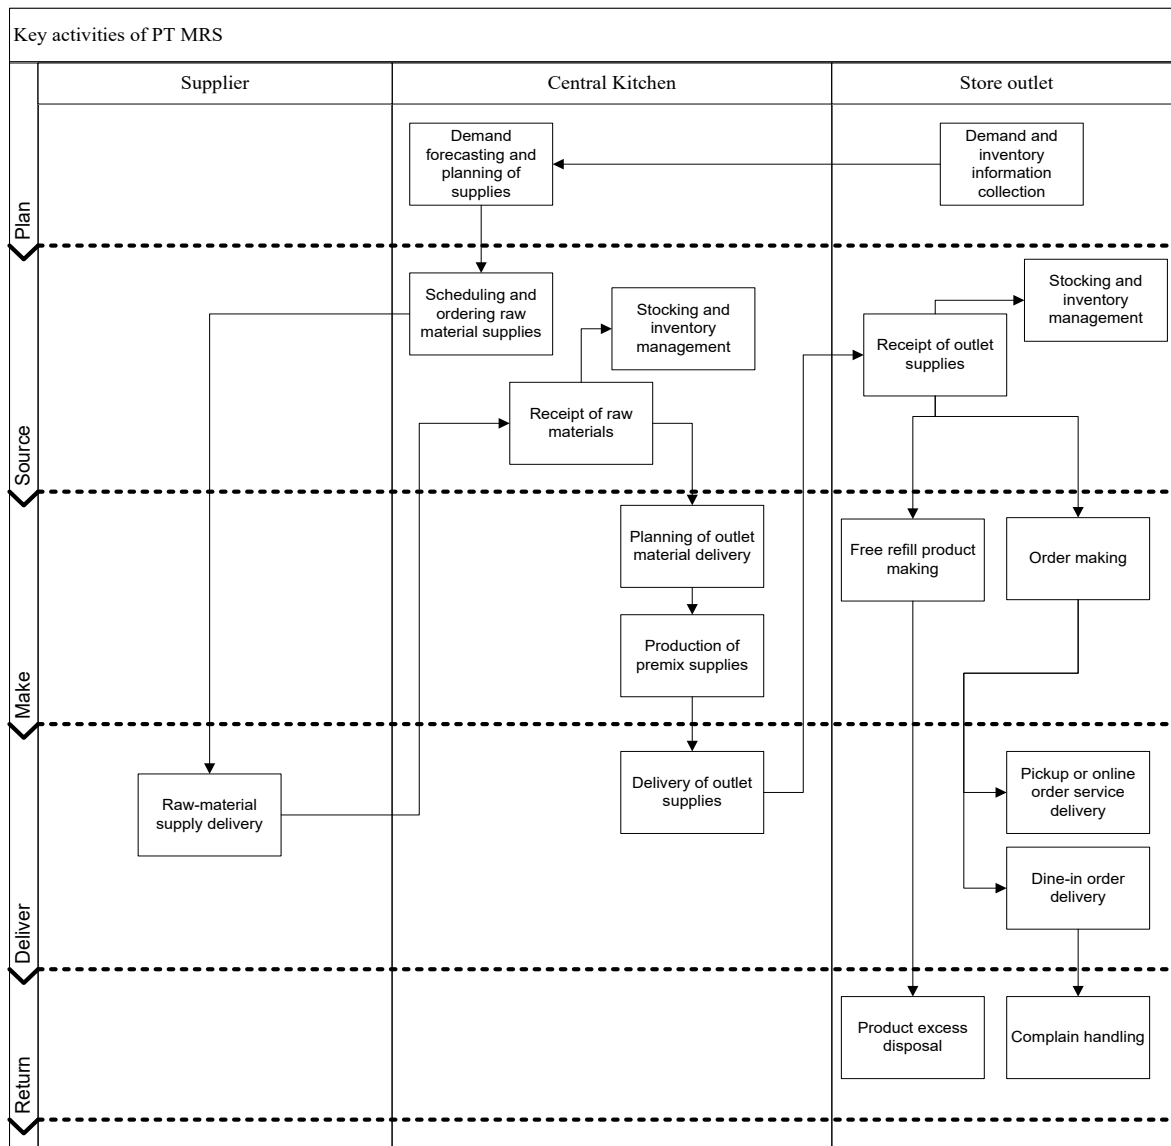 Key activities of PT MRS
Supplier
Central Kitchen
Store outlet
Plan
Demand
forecasting and
planning of
supplies
Demand and
inventory
information
collection
Source
Scheduling and
ordering raw
material supplies
Stocking and
inventory
management
Stocking and
inventory
management
Receipt of outlet
supplies
Receipt of raw
materials
Make
Planning of outlet
material delivery
Free refill product
making
Order making
Production of
premix supplies
Deliver
Raw-material
supply delivery
Delivery of outlet
supplies
Pickup or online
order service
delivery
Dine-in order
delivery
Return
Product excess
disposal
Complain handling